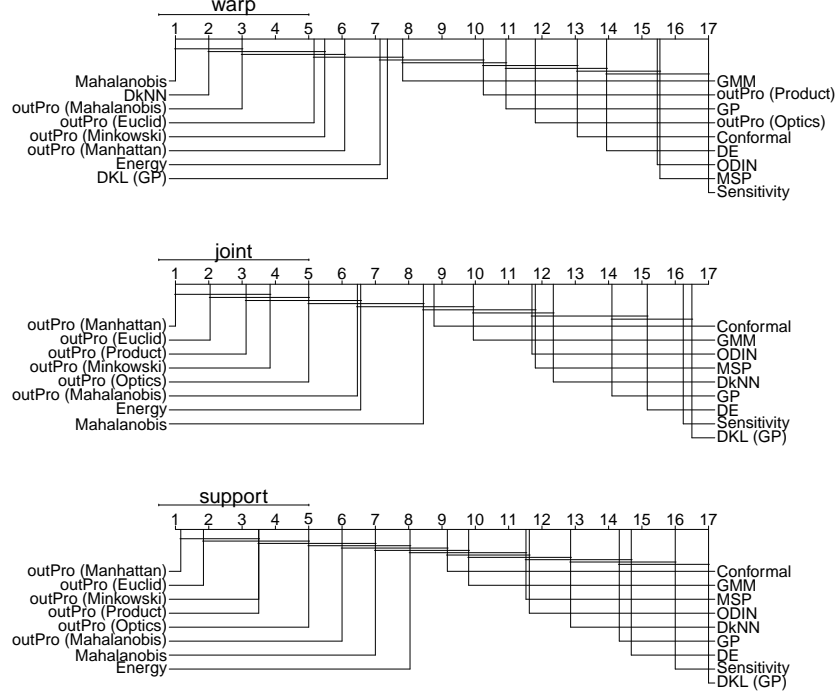 warp
1 2 3 4 5 6 7 8 9 10 11 12 13 14 15 16 17
Mahalanobis GMM
DkNN outPro (Product)
outPro (Mahalanobis) GP
outPro (Euclid) outPro (Optics)
outPro (Minkowski) Conformal
outPro (Manhattan) DE
Energy ODIN
DKL (GP) MSP
Sensitivity
joint
1 2 3 4 5 6 7 8 9 10 11 12 13 14 15 16 17
outPro (Manhattan) Conformal
outPro (Euclid) GMM
outPro (Product) ODIN
outPro (Minkowski) MSP
outPro (Optics) DkNN
outPro (Mahalanobis) GP
Energy DE
Mahalanobis Sensitivity
DKL (GP)
support
1 2 3 4 5 6 7 8 9 10 11 12 13 14 15 16 17
outPro (Manhattan) Conformal
outPro (Euclid) GMM
outPro (Minkowski) MSP
outPro (Product) ODIN
outPro (Optics) DkNN
outPro (Mahalanobis) GP
Mahalanobis DE
Energy Sensitivity
DKL (GP)